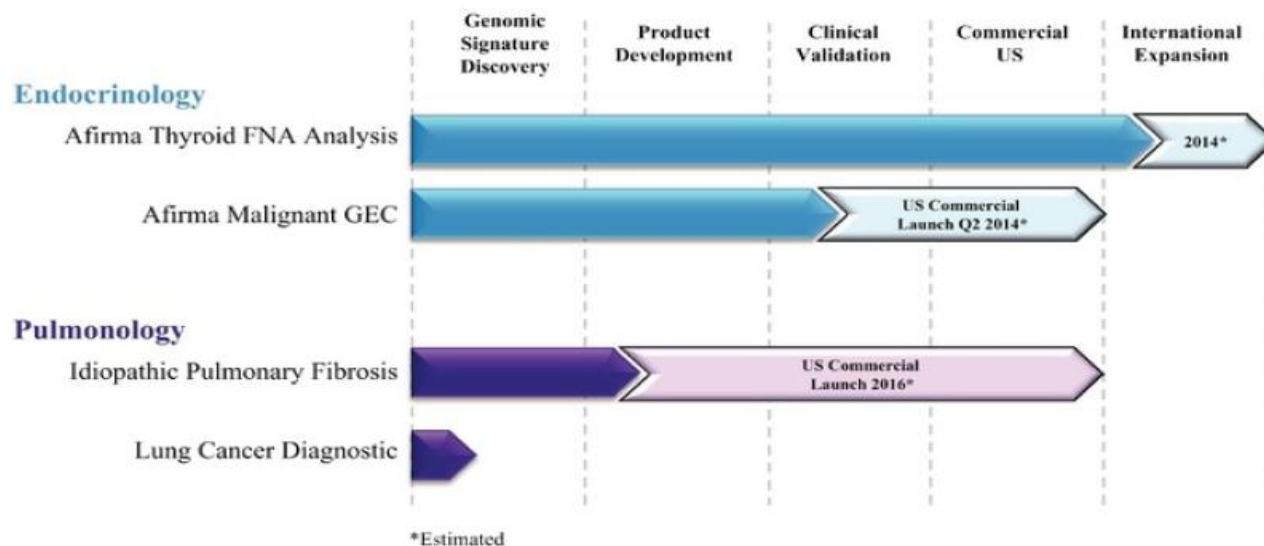 Genomic
Signature
Discovery
Product
Development
Clinical
Validation
Commercial
US
International
Expansion
Endocrinology
Afirma Thyroid FNA Analysis
2014*
Afirma Malignant GEC
US Commercial
Launch Q2 2014*
Pulmonology
Idiopathic Pulmonary Fibrosis
US Commercial
Launch 2016*
Lung Cancer Diagnostic
*Estimated